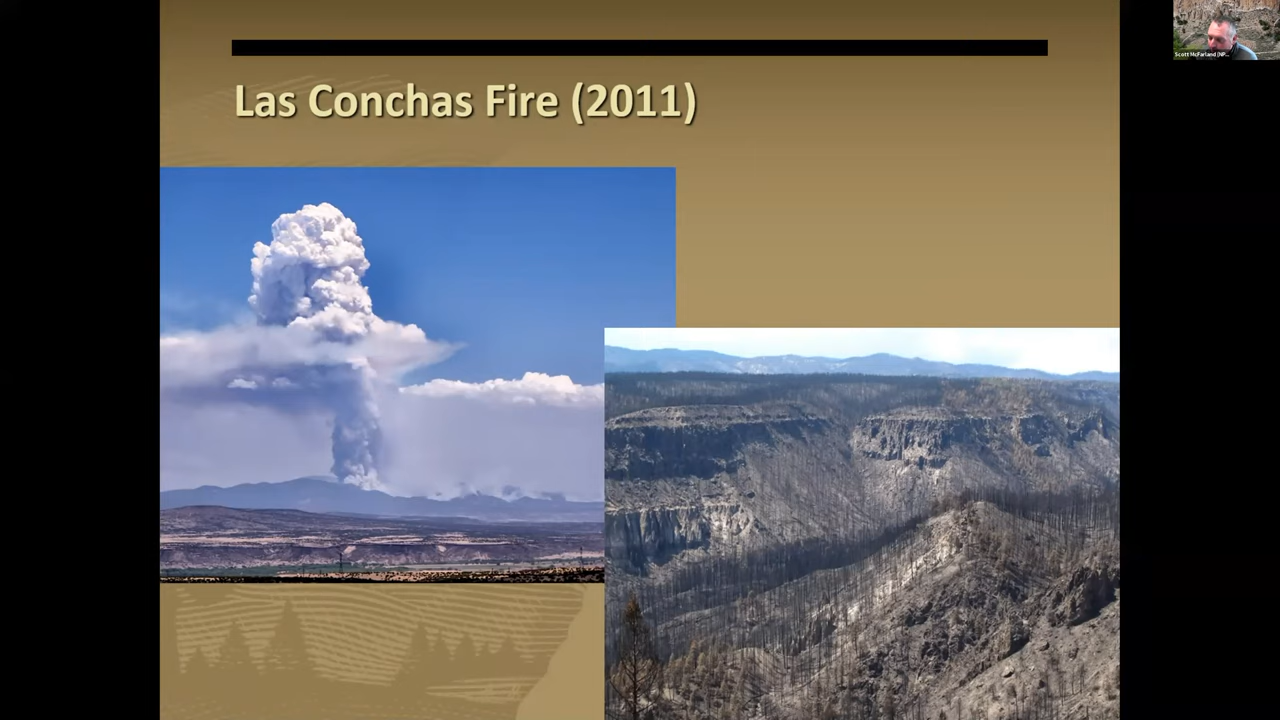 Las Conchas Fire (2011)
Scott McFarland (NP...